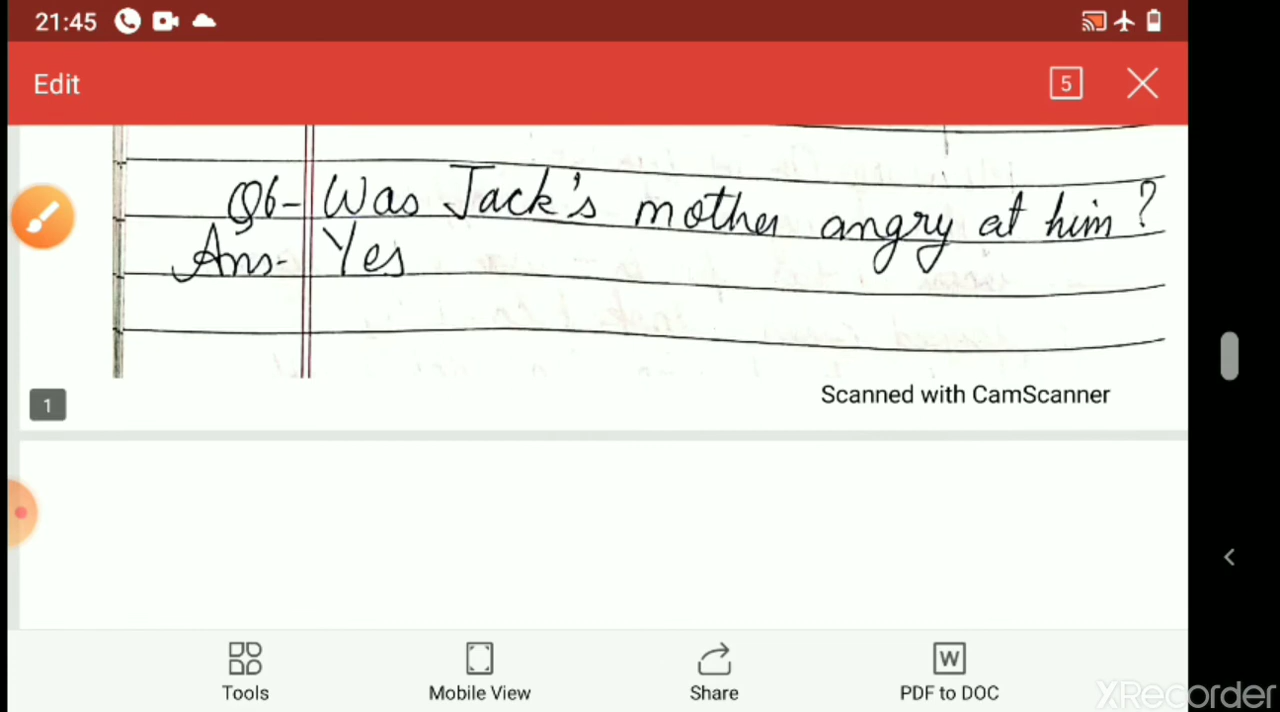 21:45
Edit
5
Q6- Was Jack's mother angry at him?
Ans- Yes
1
Scanned with CamScanner
Tools
Mobile View
Share
W
PDF to DOC
XRecorder